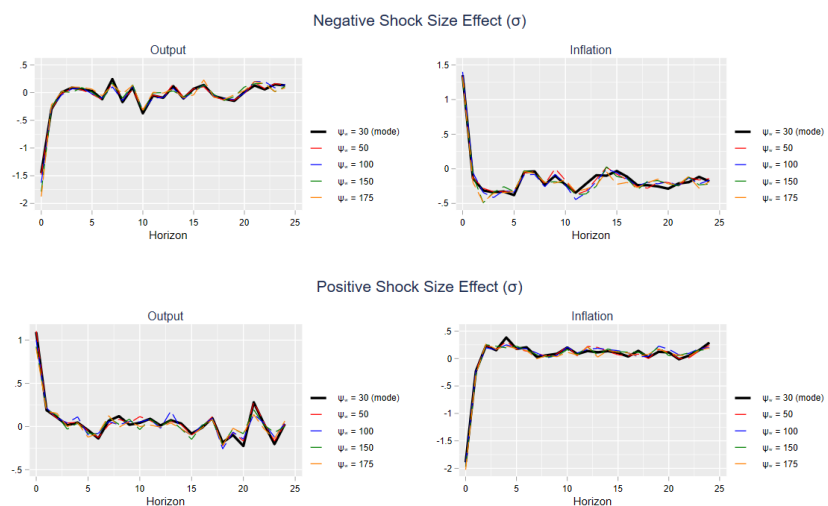 Negative Shock Size Effect (σ)
Output
.5
0
-.5
-1
-1.5
-2
0 5 10 15 20 25
Horizon
= 30 (mode)
= 50
= 100
= 150
= 175
Inflation
1.5
1
.5
0
-.5
0 5 10 15 20 25
Horizon
= 30 (mode)
= 50
= 100
= 150
= 175
Positive Shock Size Effect (σ)
Output
1
.5
0
-.5
0 5 10 15 20 25
Horizon
= 30 (mode)
= 50
= 100
= 150
= 175
Inflation
.5
0
-.5
-1
-1.5
-2
0 5 10 15 20 25
Horizon
= 30 (mode)
= 50
= 100
= 150
= 175